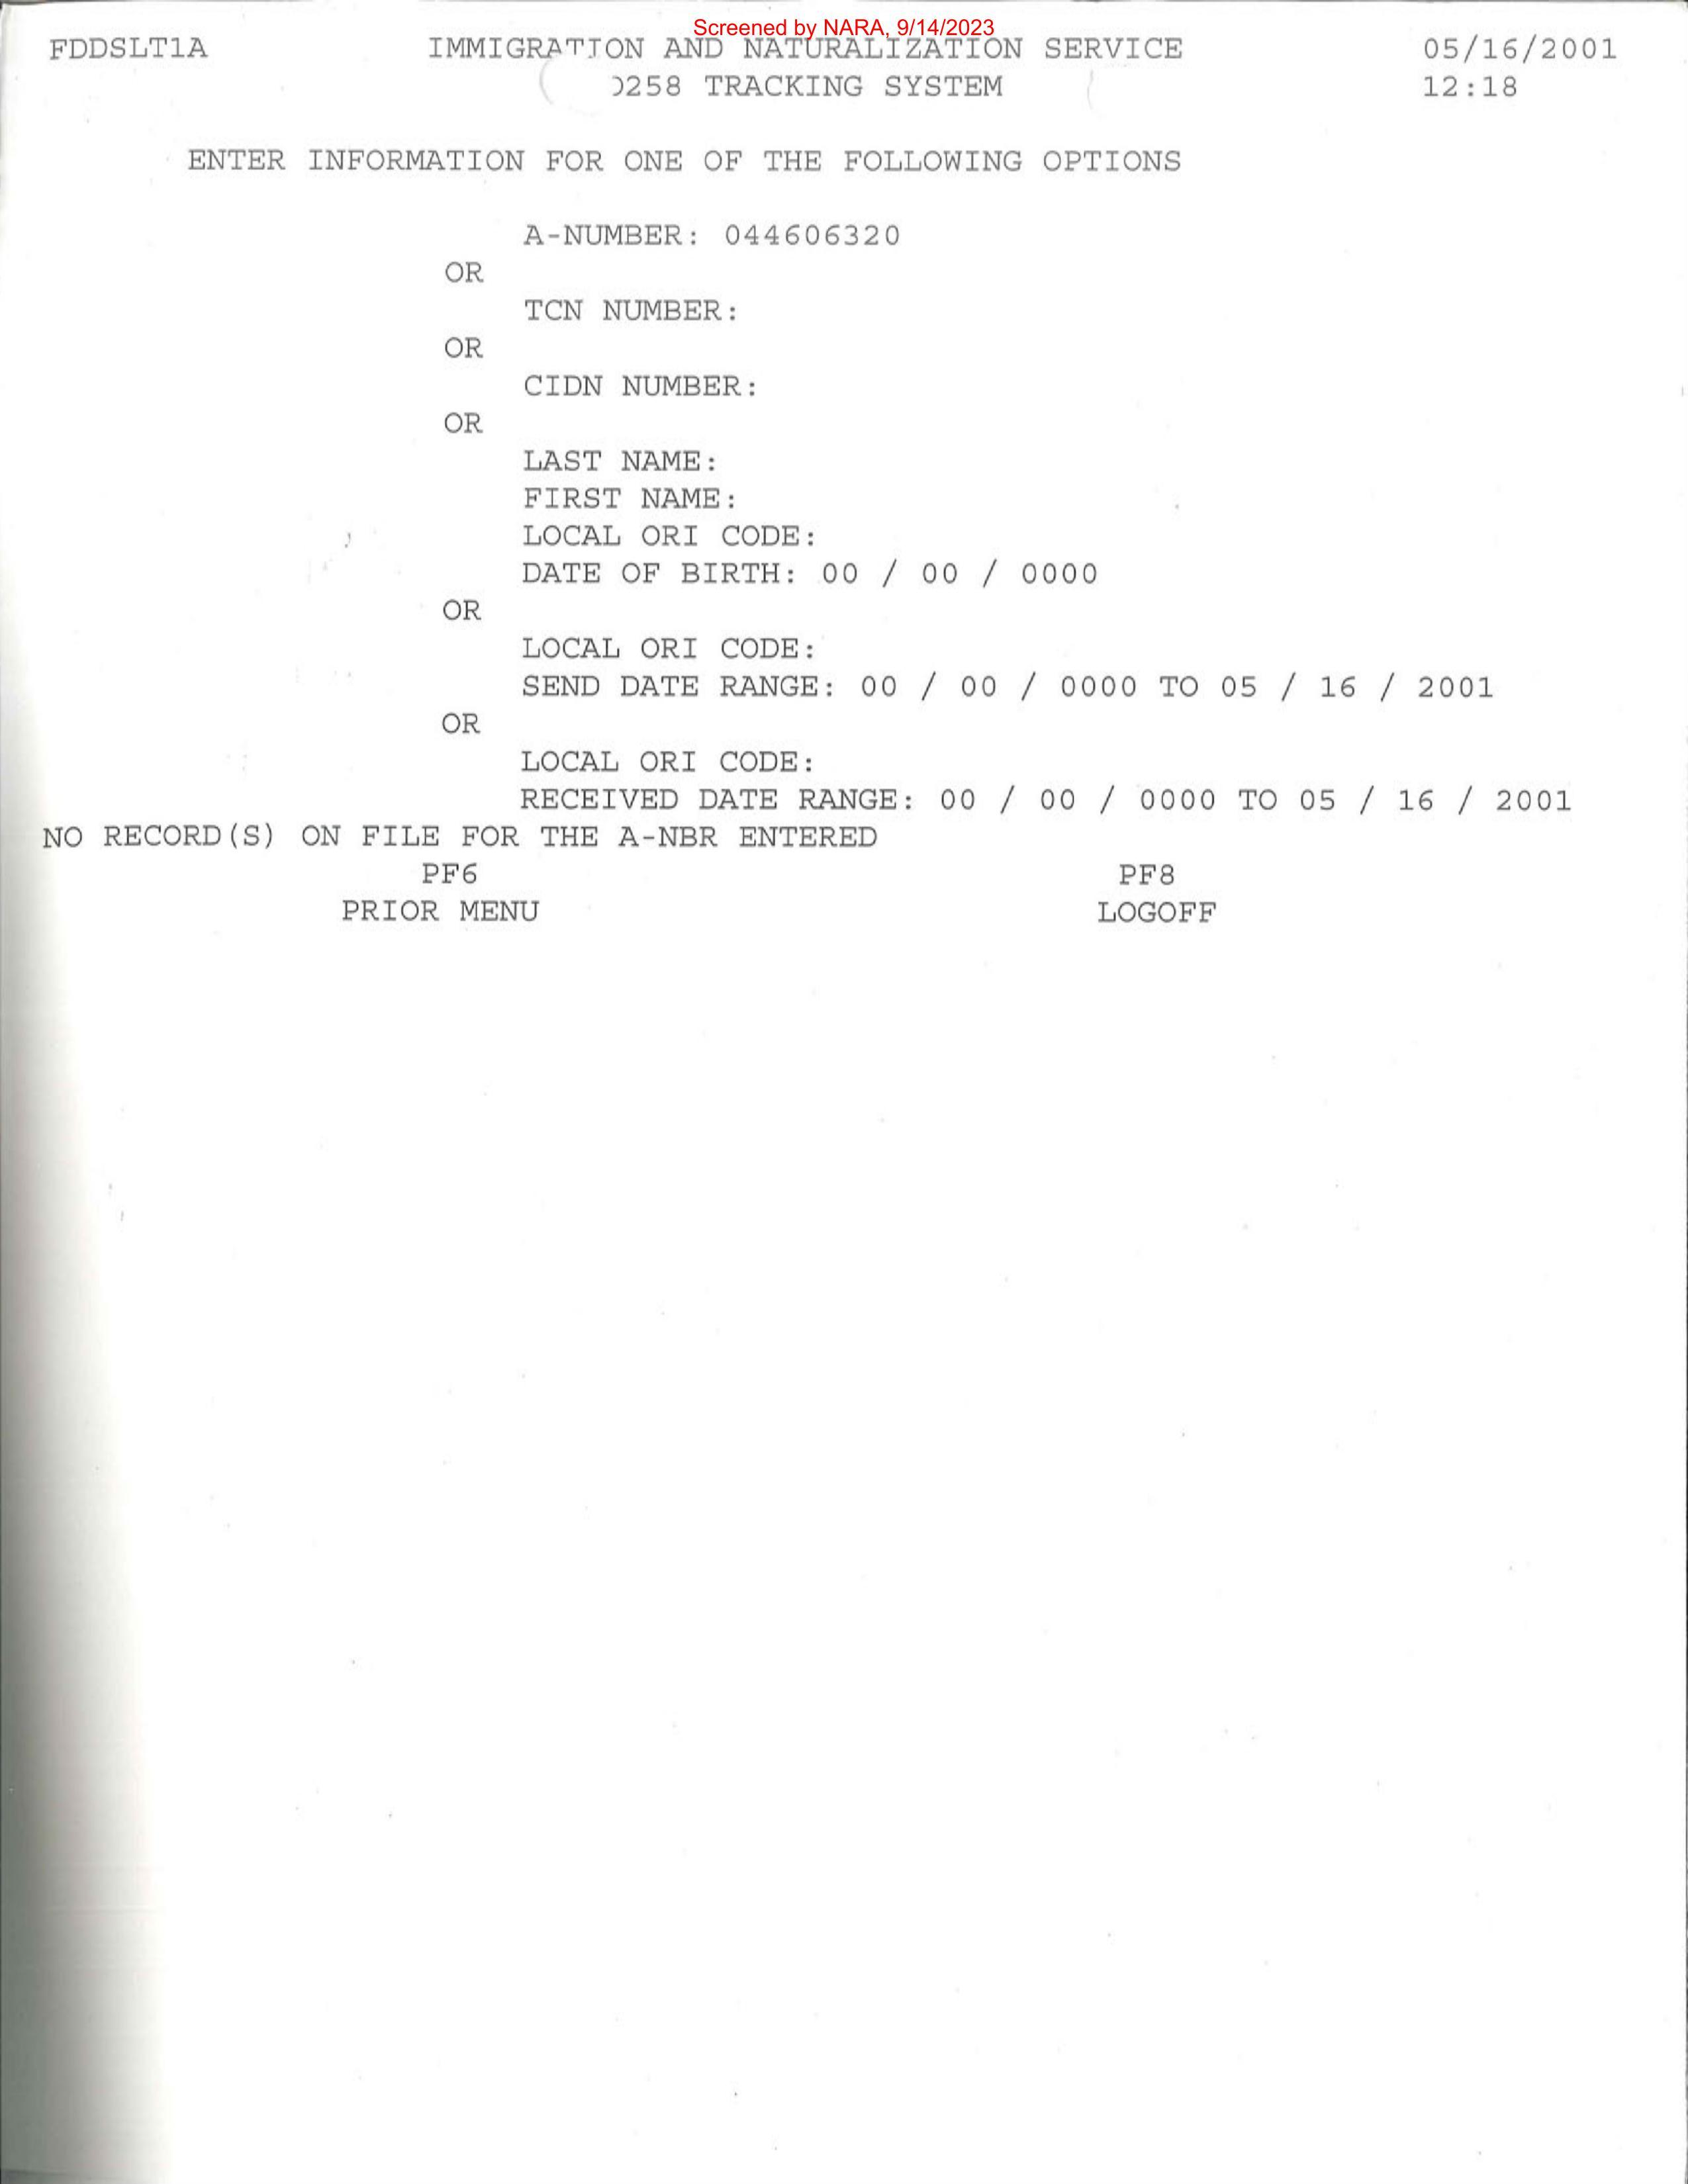 Screened by NARA, 9/14/2023
FDDSLT1A IMMIGRATION AND NATURALIZATION SERVICE 05/16/2001
258 TRACKING SYSTEM 12:18
ENTER INFORMATION FOR ONE OF THE FOLLOWING OPTIONS
A-NUMBER: 044606320
OR
TCN NUMBER:
OR
CIDN NUMBER:
OR
LAST NAME:
FIRST NAME:
LOCAL ORI CODE:
DATE OF BIRTH: 00 / 00 / 0000
OR
LOCAL ORI CODE:
SEND DATE RANGE: 00 / 00 / 0000 TO 05 / 16 / 2001
OR
LOCAL ORI CODE:
RECEIVED DATE RANGE: 00 / 00 / 0000 TO 05 / 16 / 2001
NO RECORD(S) ON FILE FOR THE A-NBR ENTERED
PF6 PF8
PRIOR MENU LOGOFF